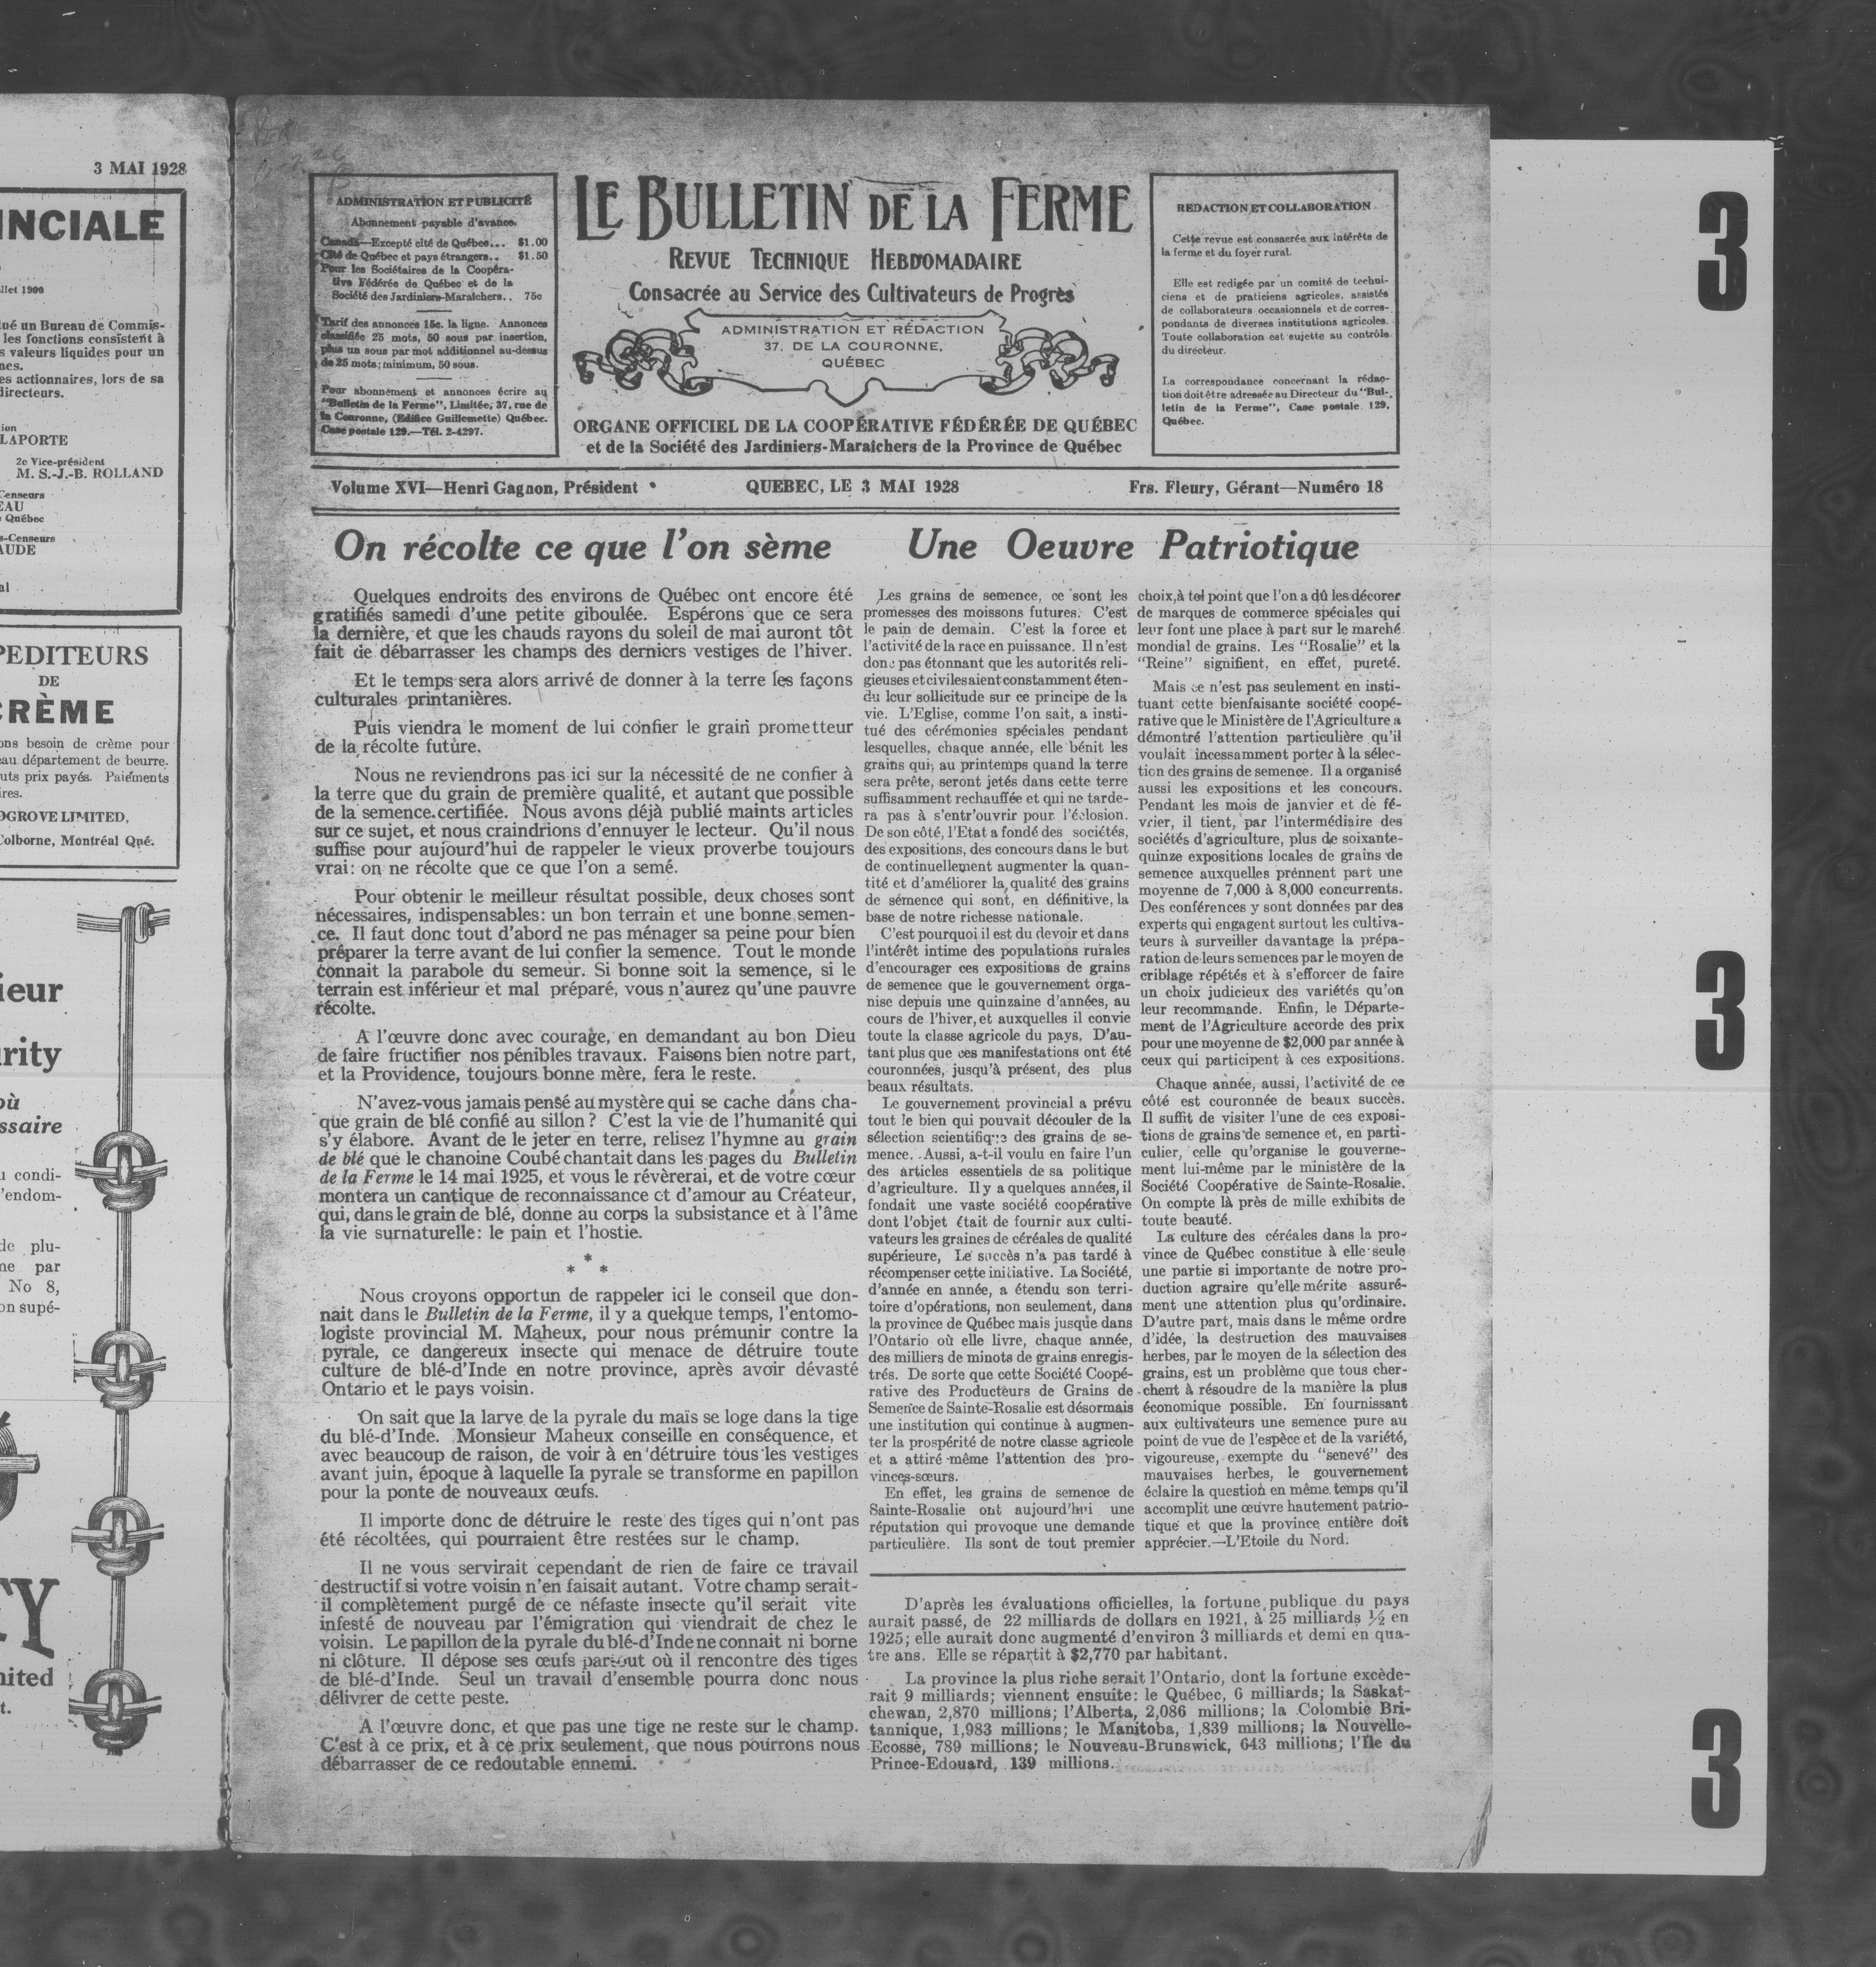 3 MAI 1928
INCIALE
llet 1900
tué un Bureau de Commis-
les fonctions consistent à
s valeurs liquides pour un
nes.
es actionnaires, lors de sa
directeurs.
ion
LAPORTE
2e Vice-président
M. S.-J.-B. ROLLAND
Censeurs
EAU
e Québec
s-Censeurs
AUDE
al
PEDITEURS
DE
CRÈME
ons besoin de crème pour
eau département de beurre.
uts prix payés. Paiéments
ires.
OGROVE LIMITED,
Colborne, Montréal Qué.
ieur
rity
où
ssaire
u condi-
'endom-
de plu-
ne par
No 8,
on supé-
Y
nited
t.
ADMINISTRATION ET PUBLICITÉ
Abonnement payable d'avance.
Canada—Excepté cité de Québec... $1.00
Cité de Québec et pays étrangers.. $1.50
Pour les Sociétaires de la Coopéra-
tive Fédérée de Québec et de la
Société des Jardiniers-Maraîchers.. 75c
Tarif des annonces 15c. la ligne. Annonces
classifiée 25 mots, 50 sous par insertion,
plus un sous par mot additionnel au-dessus
de 25 mots; minimum, 50 sous.
Pour abonnement et annonces écrire au
"Bulletin de la Ferme", Limitée, 37, rue de
la Couronne, (Edifice Guillemette) Québec.
Case postale 129.—Tél. 2-4297.
LE BULLETIN DE LA FERME
REVUE TECHNIQUE HEBDOMADAIRE
Consacrée au Service des Cultivateurs de Progrès
ADMINISTRATION ET RÉDACTION
37, DE LA COURONNE,
QUÉBEC
ORGANE OFFICIEL DE LA COOPÉRATIVE FÉDÉRÉE DE QUÉBEC
et de la Société des Jardiniers-Maraîchers de la Province de Québec
REDACTION ET COLLABORATION
Cette revue est consacrée aux intérêts de
la ferme et du foyer rural.
Elle est redigée par un comité de techni-
ciens et de praticiens agricoles, assistés
de collaborateurs occasionnels et de corres-
pondants de diverses institutions agricoles.
Toute collaboration est sujette au contrôle
du directeur.
La correspondance concernant la rédac-
tion doit être adressée au Directeur du "Bul-
letin de la Ferme", Case postale 129,
Québec.
Volume XVI—Henri Gagnon, Président
QUEBEC, LE 3 MAI 1928
Frs. Fleury, Gérant—Numéro 18
On récolte ce que l'on sème
Quelques endroits des environs de Québec ont encore été
gratifiés samedi d'une petite giboulée. Espérons que ce sera
la dernière, et que les chauds rayons du soleil de mai auront tôt
fait de débarrasser les champs des derniers vestiges de l'hiver.
Et le temps sera alors arrivé de donner à la terre les façons
culturales printanières.
Puis viendra le moment de lui confier le grain prometteur
de la récolte future.
Nous ne reviendrons pas ici sur la nécessité de ne confier à
la terre que du grain de première qualité, et autant que possible
de la semence certifiée. Nous avons déjà publié maints articles
sur ce sujet, et nous craindrions d'ennuyer le lecteur. Qu'il nous
suffise pour aujourd'hui de rappeler le vieux proverbe toujours
vrai: on ne récolte que ce que l'on a semé.
Pour obtenir le meilleur résultat possible, deux choses sont
nécessaires, indispensables: un bon terrain et une bonne semen-
ce. Il faut donc tout d'abord ne pas ménager sa peine pour bien
préparer la terre avant de lui confier la semence. Tout le monde
connait la parabole du semeur. Si bonne soit la semence, si le
terrain est inférieur et mal préparé, vous n'aurez qu'une pauvre
récolte.
A l'œuvre donc avec courage, en demandant au bon Dieu
de faire fructifier nos pénibles travaux. Faisons bien notre part,
et la Providence, toujours bonne mère, fera le reste.
N'avez-vous jamais pensé au mystère qui se cache dans cha-
que grain de blé confié au sillon ? C'est la vie de l'humanité qui
s'y élabore. Avant de le jeter en terre, relisez l'hymne au grain
de blé que le chanoine Coubé chantait dans les pages du Bulletin
de la Ferme le 14 mai 1925, et vous le révèrerai, et de votre cœur
montera un cantique de reconnaissance et d'amour au Créateur,
qui, dans le grain de blé, donne au corps la subsistance et à l'âme
la vie surnaturelle: le pain et l'hostie.
*
* *
Nous croyons opportun de rappeler ici le conseil que don-
nait dans le Bulletin de la Ferme, il y a quelque temps, l'entomo-
logiste provincial M. Maheux, pour nous prémunir contre la
pyrale, ce dangereux insecte qui menace de détruire toute
culture de blé-d'Inde en notre province, après avoir dévasté
Ontario et le pays voisin.
On sait que la larve de la pyrale du maïs se loge dans la tige
du blé-d'Inde. Monsieur Maheux conseille en conséquence, et
avec beaucoup de raison, de voir à en détruire tous les vestiges
avant juin, époque à laquelle la pyrale se transforme en papillon
pour la ponte de nouveaux œufs.
Il importe donc de détruire le reste des tiges qui n'ont pas
été récoltées, qui pourraient être restées sur le champ.
Il ne vous servirait cependant de rien de faire ce travail
destructif si votre voisin n'en faisait autant. Votre champ serait-
il complètement purgé de ce néfaste insecte qu'il serait vite
infesté de nouveau par l'émigration qui viendrait de chez le
voisin. Le papillon de la pyrale du blé-d'Inde ne connait ni borne
ni clôture. Il dépose ses œufs partout où il rencontre des tiges
de blé-d'Inde. Seul un travail d'ensemble pourra donc nous
délivrer de cette peste.
A l'œuvre donc, et que pas une tige ne reste sur le champ.
C'est à ce prix, et à ce prix seulement, que nous pourrons nous
débarrasser de ce redoutable ennemi.
Une Oeuvre Patriotique
Les grains de semence, ce sont les
promesses des moissons futures. C'est
le pain de demain. C'est la force et
l'activité de la race en puissance. Il n'est
donc pas étonnant que les autorités reli-
gieuses et civiles aient constamment éten-
du leur sollicitude sur ce principe de la
vie. L'Eglise, comme l'on sait, a insti-
tué des cérémonies spéciales pendant
lesquelles, chaque année, elle bénit les
grains qui, au printemps quand la terre
sera prête, seront jetés dans cette terre
suffisamment rechauffée et qui ne tarde-
ra pas à s'entr'ouvrir pour l'éclosion.
De son côté, l'Etat a fondé des sociétés,
des expositions, des concours dans le but
de continuellement augmenter la quan-
tité et d'améliorer la qualité des grains
de semence qui sont, en définitive, la
base de notre richesse nationale.
C'est pourquoi il est du devoir et dans
l'intérêt intime des populations rurales
d'encourager ces expositions de grains
de semence que le gouvernement orga-
nise depuis une quinzaine d'années, au
cours de l'hiver, et auxquelles il convie
toute la classe agricole du pays. D'au-
tant plus que ces manifestations ont été
couronnées, jusqu'à présent, des plus
beaux résultats.
Le gouvernement provincial a prévu
tout le bien qui pouvait découler de la
sélection scientifique des grains de se-
mence. Aussi, a-t-il voulu en faire l'un
des articles essentiels de sa politique
d'agriculture. Il y a quelques années, il
fondait une vaste société coopérative
dont l'objet était de fournir aux culti-
vateurs les graines de céréales de qualité
supérieure, Le succès n'a pas tardé à
récompenser cette initiative. La Société,
d'année en année, a étendu son terri-
toire d'opérations, non seulement, dans
la province de Québec mais jusque dans
l'Ontario où elle livre, chaque année,
des milliers de minots de grains enregis-
trés. De sorte que cette Société Coopé-
rative des Producteurs de Grains de
Semence de Sainte-Rosalie est désormais
une institution qui continue à augmen-
ter la prospérité de notre classe agricole
et a attiré même l'attention des pro-
vinces-sœurs.
En effet, les grains de semence de
Sainte-Rosalie ont aujourd'hui une
réputation qui provoque une demande
particulière. Ils sont de tout premier
choix, à tel point que l'on a dû les décorer
de marques de commerce spéciales qui
leur font une place à part sur le marché
mondial de grains. Les "Rosalie" et la
"Reine" signifient, en effet, pureté.
Mais ce n'est pas seulement en insti-
tuant cette bienfaisante société coopé-
rative que le Ministère de l'Agriculture a
démontré l'attention particulière qu'il
voulait incessamment porter à la sélec-
tion des grains de semence. Il a organisé
aussi les expositions et les concours.
Pendant les mois de janvier et de fé-
vrier, il tient, par l'intermédiaire des
sociétés d'agriculture, plus de soixante-
quinze expositions locales de grains de
semence auxquelles prénnent part une
moyenne de 7,000 à 8,000 concurrents.
Des conférences y sont données par des
experts qui engagent surtout les cultiva-
teurs à surveiller davantage la prépa-
ration de leurs semences par le moyen de
criblage répétés et à s'efforcer de faire
un choix judicieux des variétés qu'on
leur recommande. Enfin, le Départe-
ment de l'Agriculture accorde des prix
pour une moyenne de $2,000 par année à
ceux qui participent à ces expositions.
Chaque année, aussi, l'activité de ce
côté est couronnée de beaux succès.
Il suffit de visiter l'une de ces exposi-
tions de grains de semence et, en parti-
culier, celle qu'organise le gouverne-
ment lui-même par le ministère de la
Société Coopérative de Sainte-Rosalie.
On compte là près de mille exhibits de
toute beauté.
La culture des céréales dans la pro-
vince de Québec constitue à elle seule
une partie si importante de notre pro-
duction agraire qu'elle mérite assuré-
ment une attention plus qu'ordinaire.
D'autre part, mais dans le même ordre
d'idée, la destruction des mauvaises
herbes, par le moyen de la sélection des
grains, est un problème que tous cher-
chent à résoudre de la manière la plus
économique possible. En fournissant
aux cultivateurs une semence pure au
point de vue de l'espèce et de la variété,
vigoureuse, exempte du "senevé" des
mauvaises herbes, le gouvernement
éclaire la question en même temps qu'il
accomplit une œuvre hautement patrio-
tique et que la province entière doit
apprécier.—L'Etoile du Nord.
D'après les évaluations officielles, la fortune publique du pays
aurait passé, de 22 milliards de dollars en 1921, à 25 milliards ½ en
1925; elle aurait donc augmenté d'environ 3 milliards et demi en qua-
tre ans. Elle se répartit à $2,770 par habitant.
La province la plus riche serait l'Ontario, dont la fortune excède-
rait 9 milliards; viennent ensuite: le Québec, 6 milliards; la Saskat-
chewan, 2,870 millions; l'Alberta, 2,086 millions; la Colombie Bri-
tannique, 1,983 millions; le Manitoba, 1,839 millions; la Nouvelle-
Ecosse, 789 millions; le Nouveau-Brunswick, 643 millions; l'Ile du
Prince-Edouard, 139 millions.
3
3
3